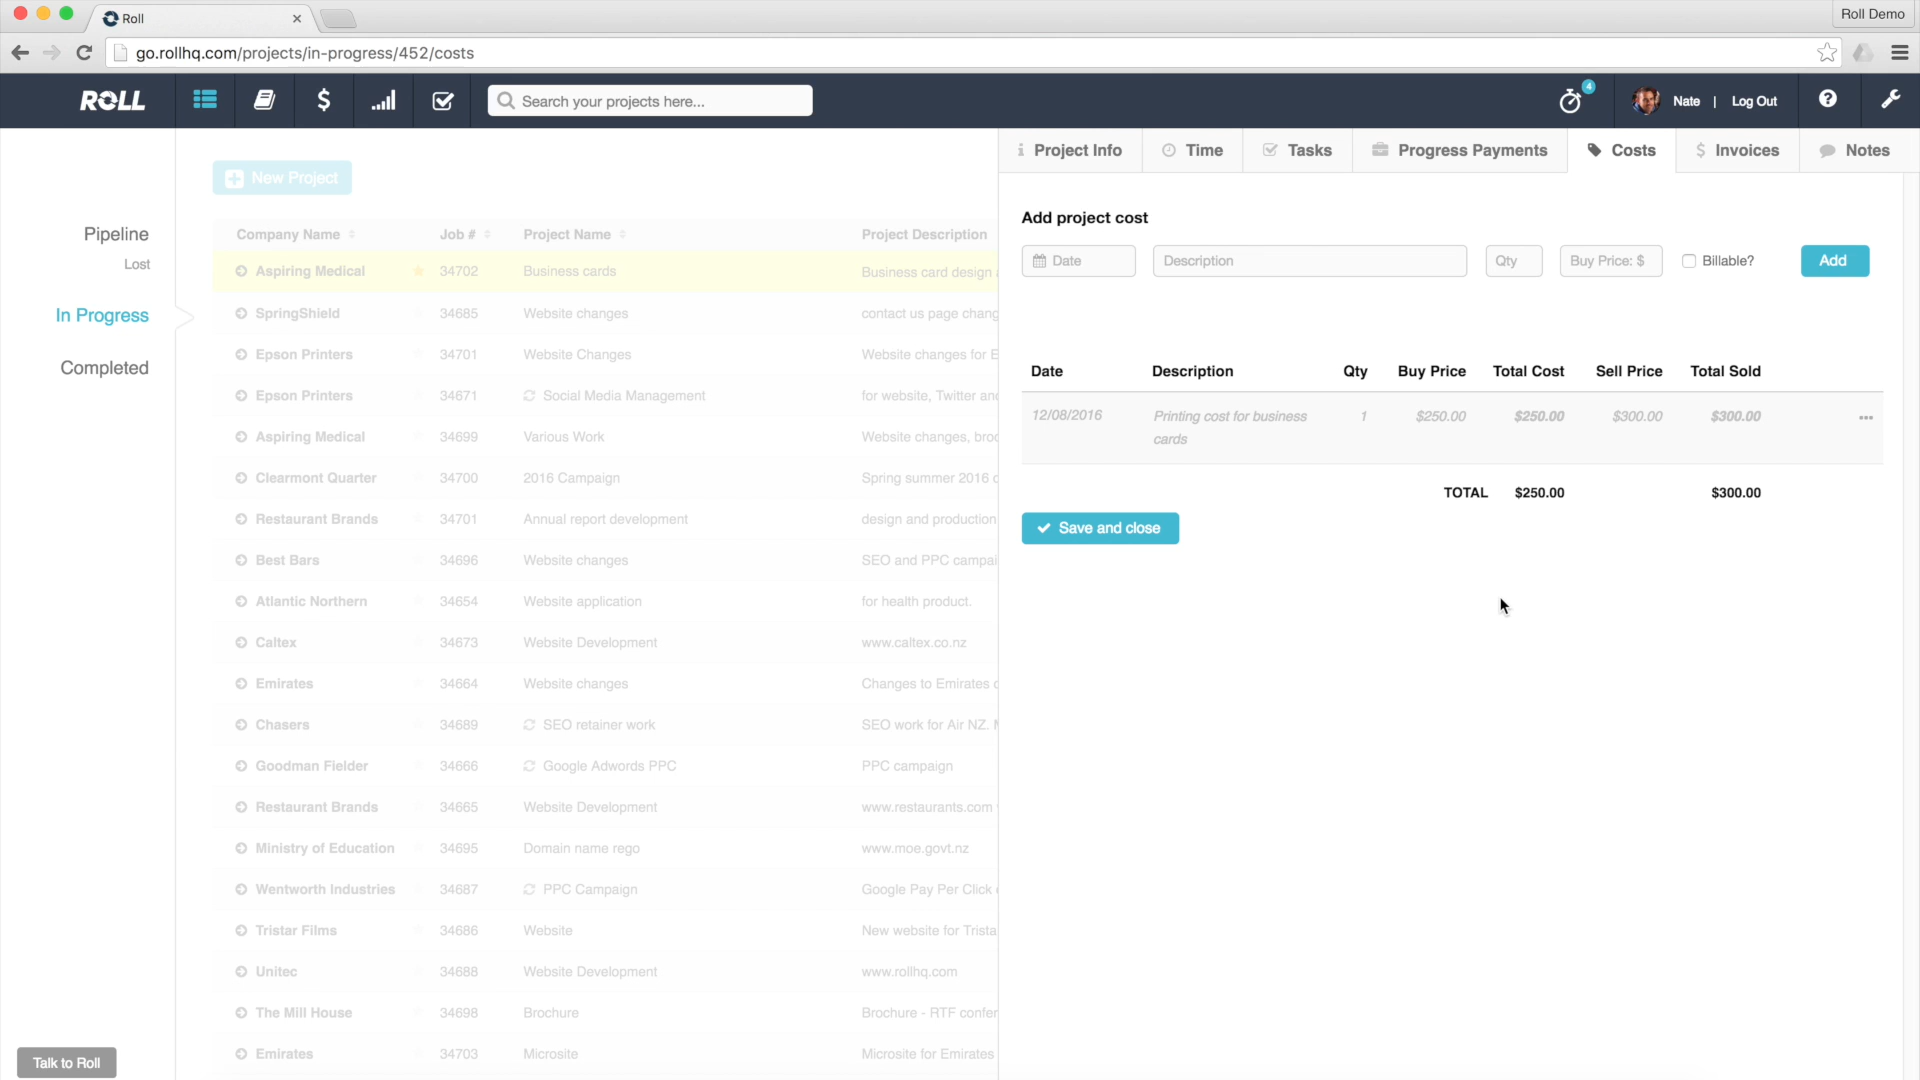 Roll
Roll Demo
go.rollhq.com/projects/in-progress/452/costs
ROLL
Search your projects here...
4
Nate | Log Out
Project Info
Time
Tasks
Progress Payments
Costs
Invoices
Notes
New Project
Pipeline
Lost
In Progress
Completed
Company Name Job # Project Name Project Description
Aspiring Medical 34702 Business cards Business card design
SpringShield 34685 Website changes contact us page chang
Epson Printers 34701 Website Changes Website changes for E
Epson Printers 34671 Social Media Management for website, Twitter an
Aspiring Medical 34699 Various Work Website changes, broc
Clearmont Quarter 34700 2016 Campaign Spring summer 2016 c
Restaurant Brands 34701 Annual report development design and production
Best Bars 34696 Website changes SEO and PPC campai
Atlantic Northern 34654 Website application for health product.
Caltex 34673 Website Development www.caltex.co.nz
Emirates 34664 Website changes Changes to Emirates
Chasers 34689 SEO retainer work SEO work for Air NZ.
Goodman Fielder 34666 Google Adwords PPC PPC campaign
Restaurant Brands 34665 Website Development www.restaurants.com
Ministry of Education 34695 Domain name rego www.moe.govt.nz
Wentworth Industries 34687 PPC Campaign Google Pay Per Click
Tristar Films 34686 Website New website for Trista
Unitec 34688 Website Development www.rollhq.com
The Mill House 34698 Brochure Brochure - RTF confer
Emirates 34703 Microsite Microsite for Emirates
Add project cost
Date Description Qty Buy Price: $ Billable? Add
Date Description Qty Buy Price Total Cost Sell Price Total Sold
12/08/2016 Printing cost for business 1 $250.00 $250.00 $300.00 $300.00
cards
TOTAL $250.00 $300.00
Save and close
Talk to Roll